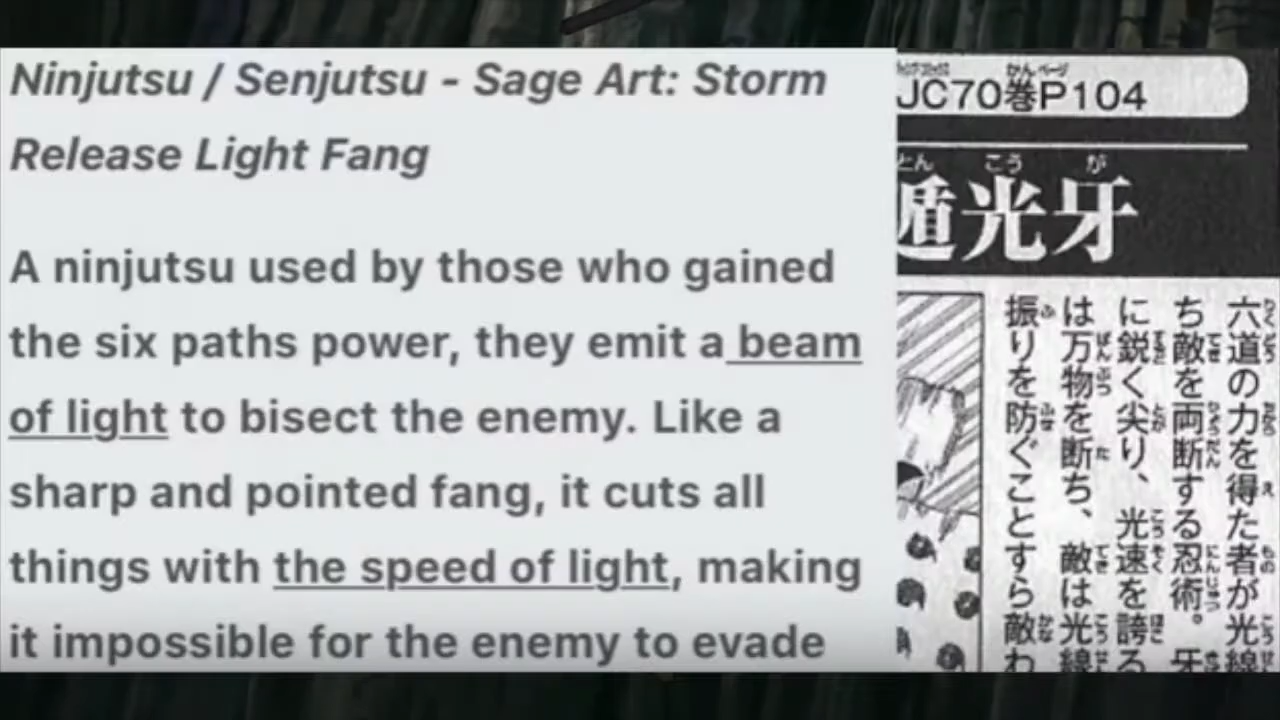 Ninjutsu / Senjutsu - Sage Art: Storm
Release Light Fang
A ninjutsu used by those who gained
the six paths power, they emit a beam
of light to bisect the enemy. Like a
sharp and pointed fang, it cuts all
things with the speed of light, making
it impossible for the enemy to evade
JC70巻P104
遁光牙
六道の力を得た者が光線
ち敵を両断する忍術。牙
に鋭く尖り、光速を誇る
は万物を断ち、敵は光線
振りを防ぐことすら敵わ